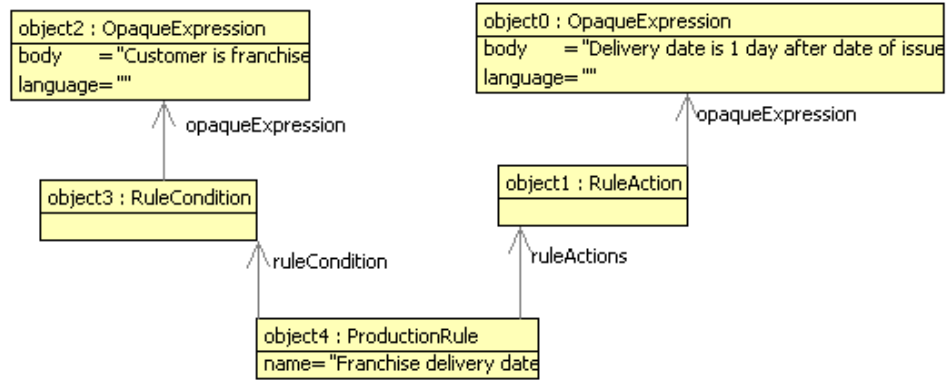 object2 : OpaqueExpression
body = "Customer is franchise
language= ""
object0 : OpaqueExpression
body = "Delivery date is 1 day after date of issue
language= ""
opaqueExpression
opaqueExpression
object3 : RuleCondition
object1 : RuleAction
ruleCondition
ruleActions
object4 : ProductionRule
name= "Franchise delivery date